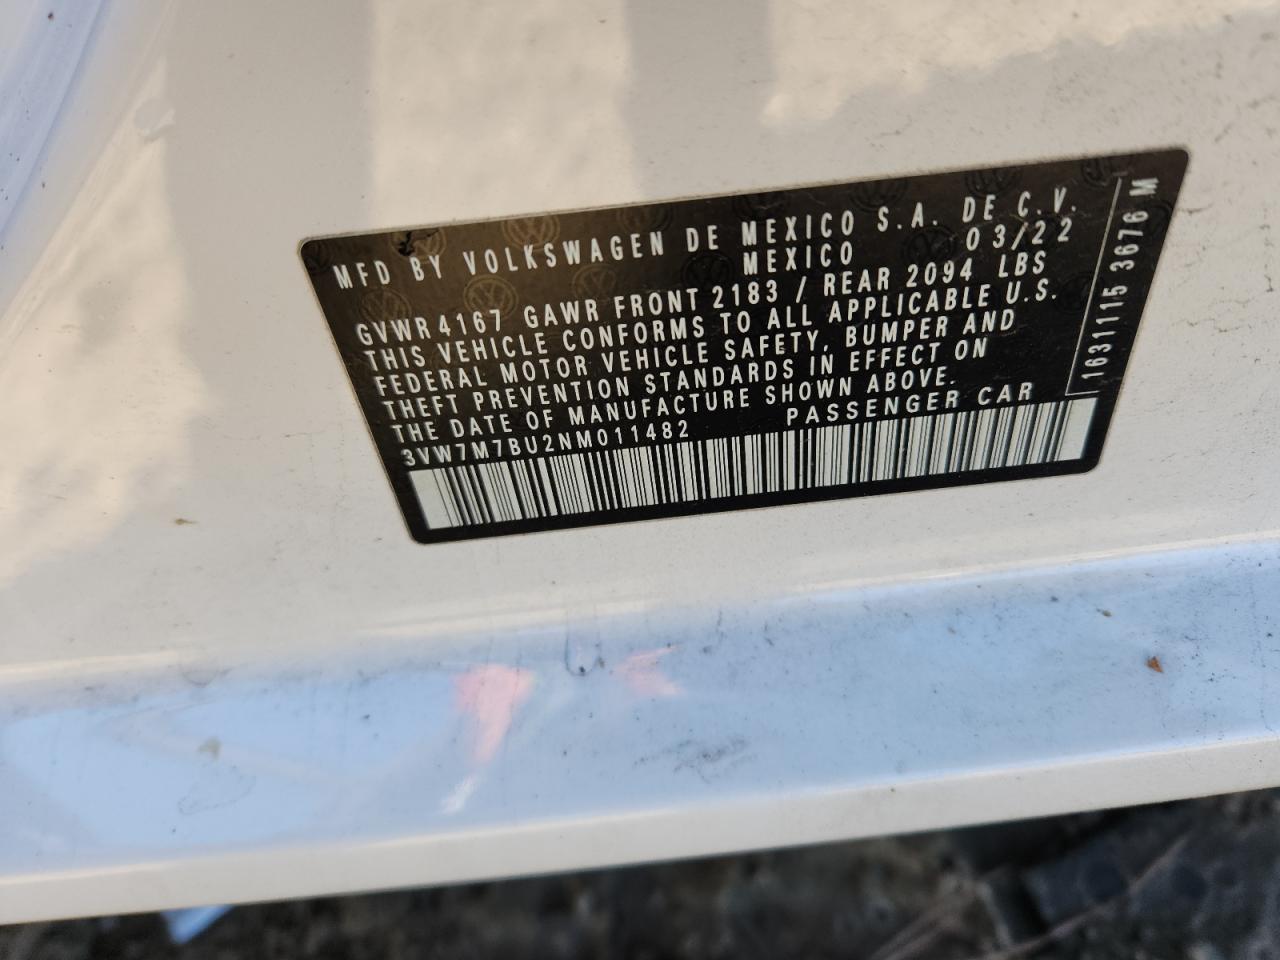 MFD BY VOLKSWAGEN DE MEXICO S.A. DE C.V.
MEXICO 03/22
GVWR 4167 GAWR FRONT 2183 / REAR 2094 LBS
THIS VEHICLE CONFORMS TO ALL APPLICABLE U.S.
FEDERAL MOTOR VEHICLE SAFETY, BUMPER AND
THEFT PREVENTION STANDARDS IN EFFECT ON
THE DATE OF MANUFACTURE SHOWN ABOVE.
3VW7M7BU2NM011482 PASSENGER CAR
1631115 3676 M